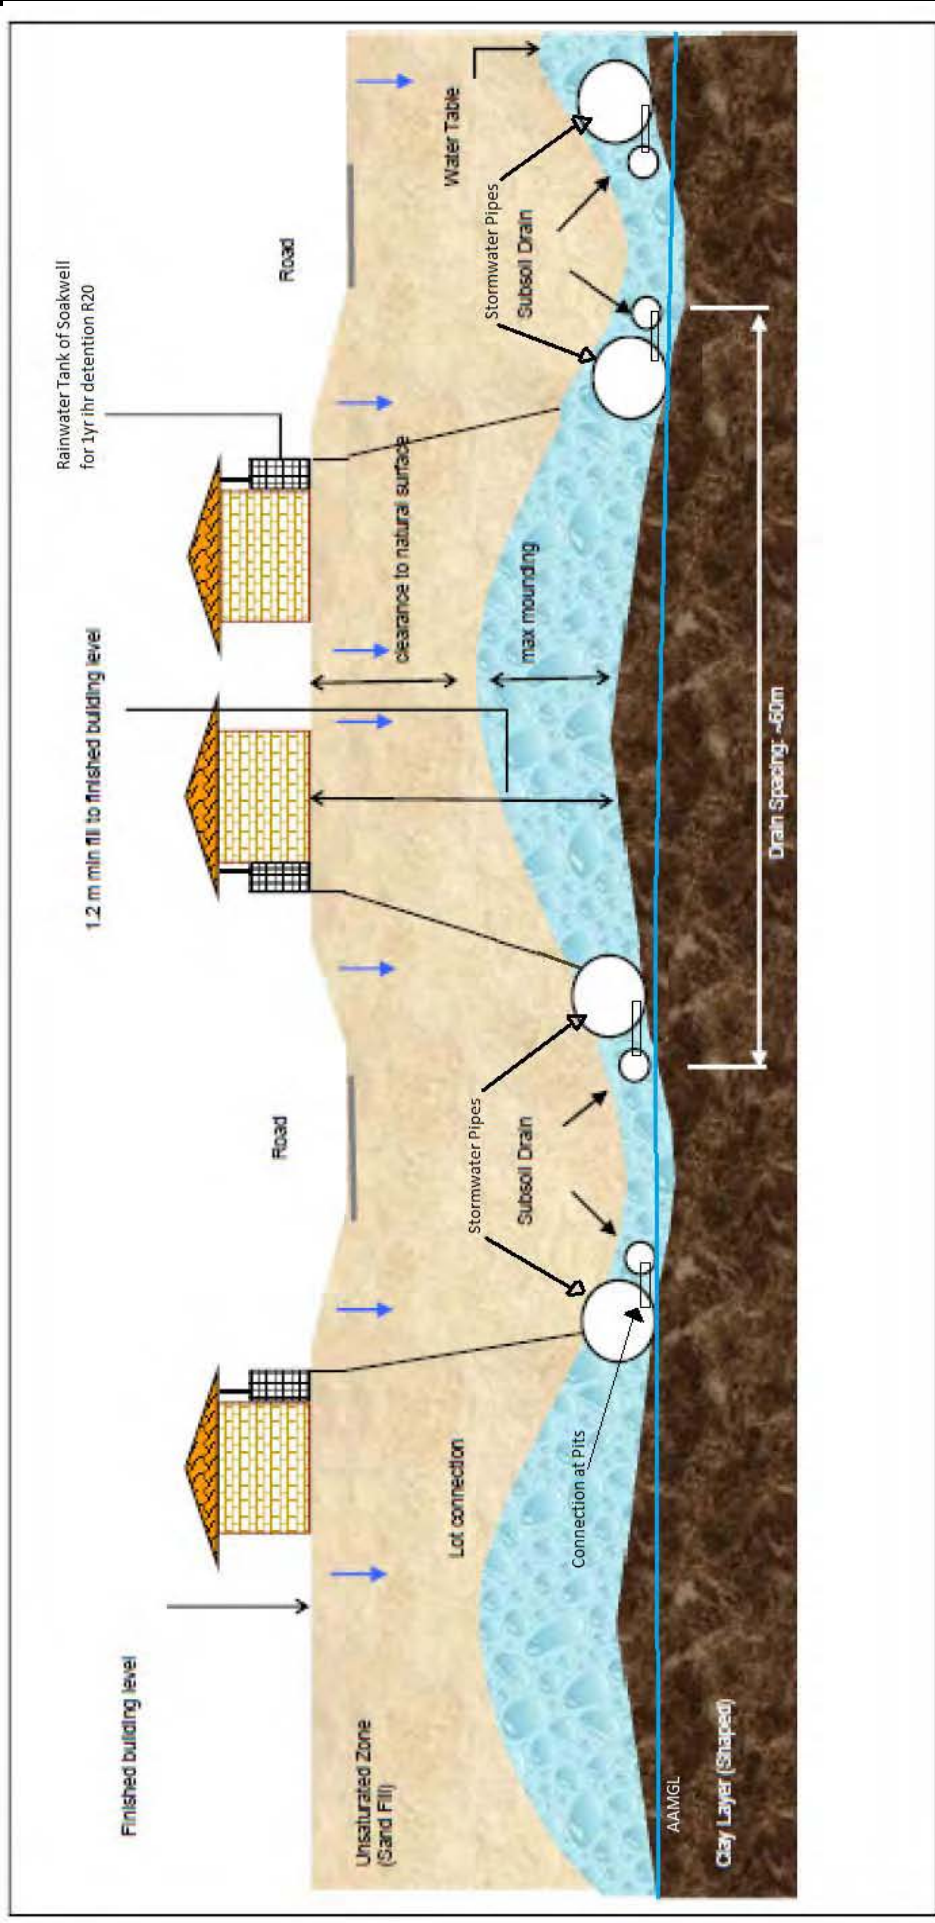 Rainwater Tank of Soakwell
for 1yr ihr detention R20
1.2 m min fill to finished building level
Finished building level
Road
Road
Water Table
Stormwater Pipes
Subsoil Drain
clearance to natural surface
max mounding
Stormwater Pipes
Subsoil Drain
Lot connection
Connection at Pits
Unsaturated Zone
(Sand Fill)
AAMGL
Clay Layer (Shaped)
Drain Spacing: ~60m